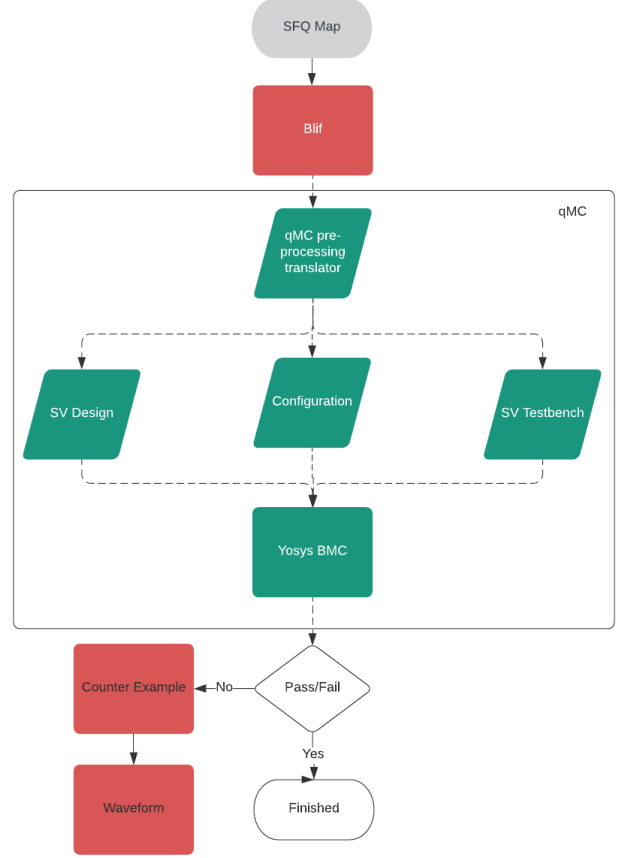 SFQ Map
Blif
qMC
qMC pre-
processing
translator
SV Design
Configuration
SV Testbench
Yosys BMC
Counter Example
No
Pass/Fail
Yes
Waveform
Finished